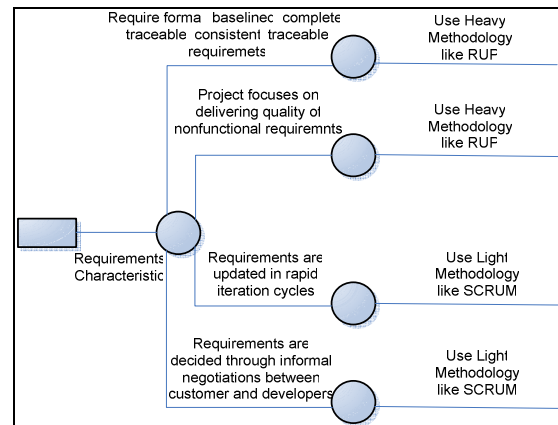 Require forma baselined complete
traceable consistent traceable
requiremets
Use Heavy
Methodology
like RUF
Project focuses on
delivering quality of
nonfunctional requiremnts
Use Heavy
Methodology
like RUF
Requirements
Characteristic
Requirements are
updated in rapid
iteration cycles
Use Light
Methodology
like SCRUM
Requirements are
decided through informal
negotiations between
customer and developers
Use Light
Methodology
like SCRUM